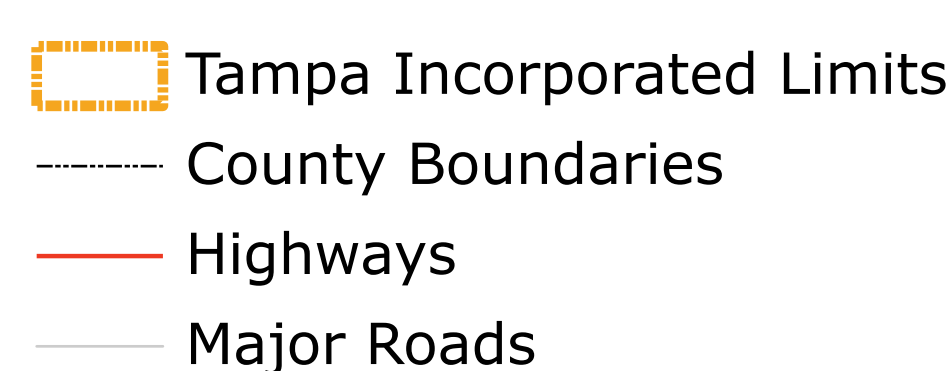 Tampa Incorporated Limits
County Boundaries
Highways
Major Roads